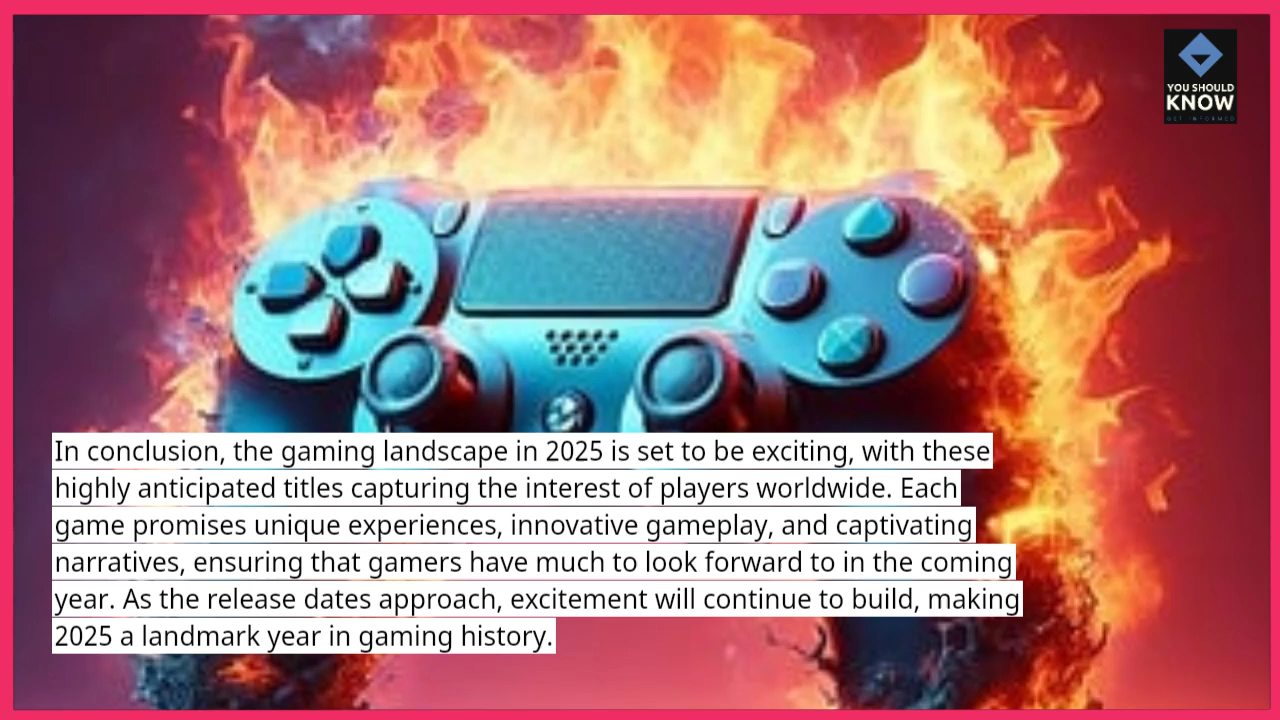 YOU SHOULD
KNOW
GET INFORMED
In conclusion, the gaming landscape in 2025 is set to be exciting, with these
highly anticipated titles capturing the interest of players worldwide. Each
game promises unique experiences, innovative gameplay, and captivating
narratives, ensuring that gamers have much to look forward to in the coming
year. As the release dates approach, excitement will continue to build, making
2025 a landmark year in gaming history.